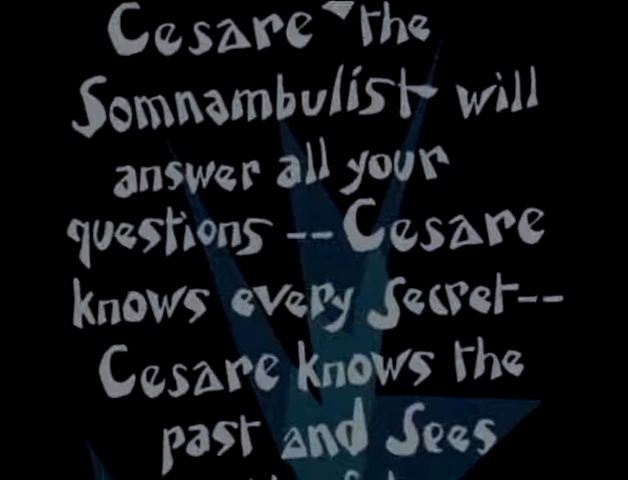 Cesare the
Somnambulist will
answer all your
questions -- Cesare
knows every secret--
Cesare knows the
past and sees